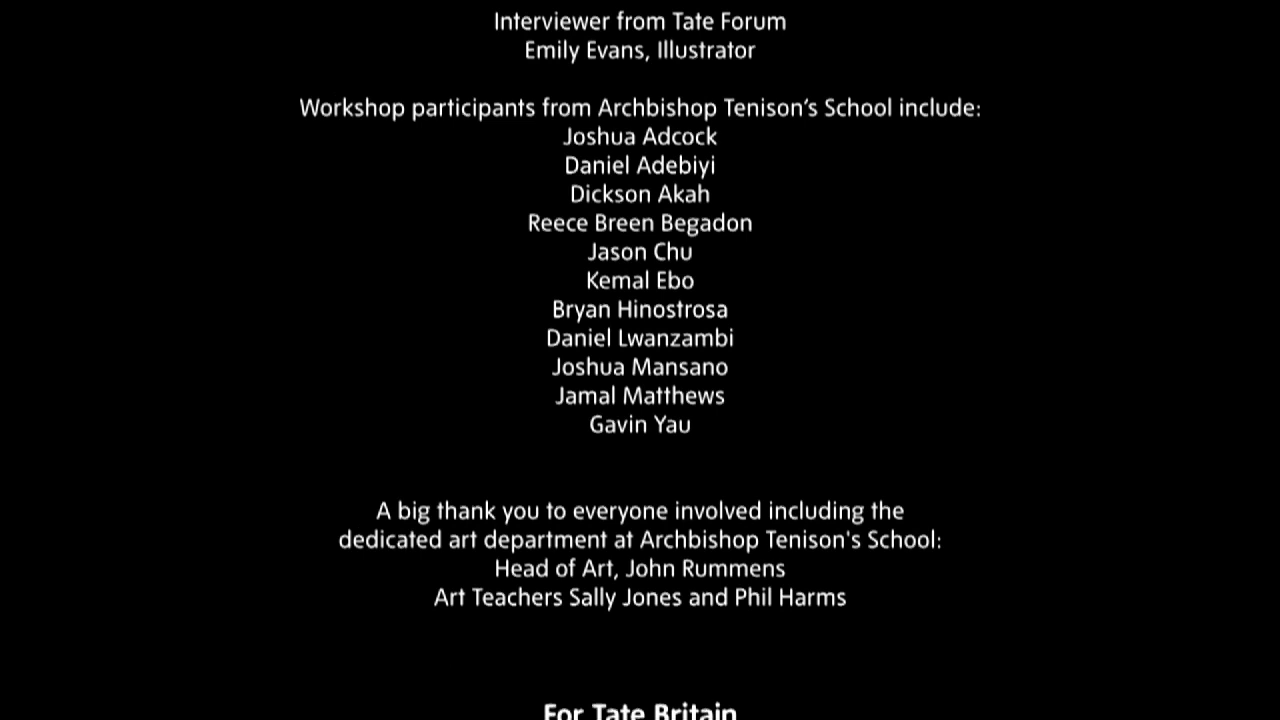 Interviewer from Tate Forum
Emily Evans, Illustrator
Workshop participants from Archbishop Tenison’s School include:
Joshua Adcock
Daniel Adebiyi
Dickson Akah
Reece Breen Begadon
Jason Chu
Kemal Ebo
Bryan Hinostrosa
Daniel Lwanzambi
Joshua Mansano
Jamal Matthews
Gavin Yau
A big thank you to everyone involved including the
dedicated art department at Archbishop Tenison's School:
Head of Art, John Rummens
Art Teachers Sally Jones and Phil Harms
For Tate Britain